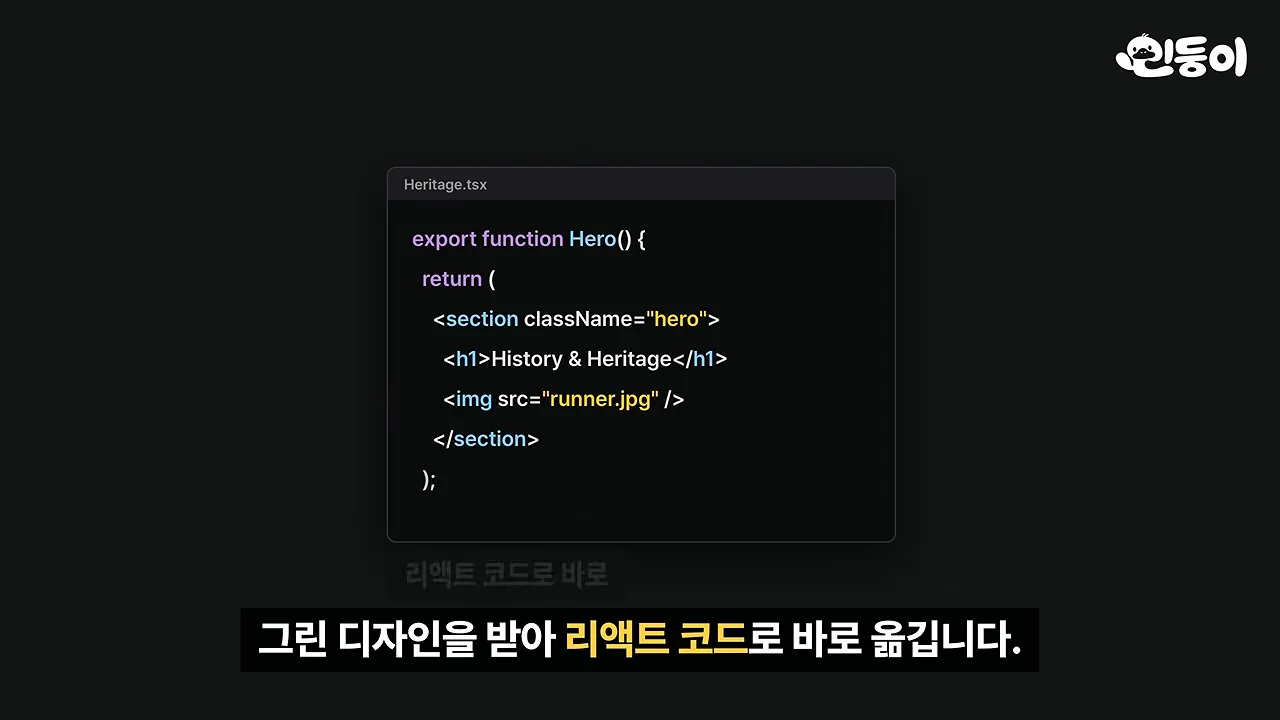 인둥이
Heritage.tsx
export function Hero() {
return (
<section className="hero">
<h1>History & Heritage</h1>
<img src="runner.jpg" />
</section>
);
리액트 코드로 바로
그린 디자인을 받아 리액트 코드로 바로 옮깁니다.